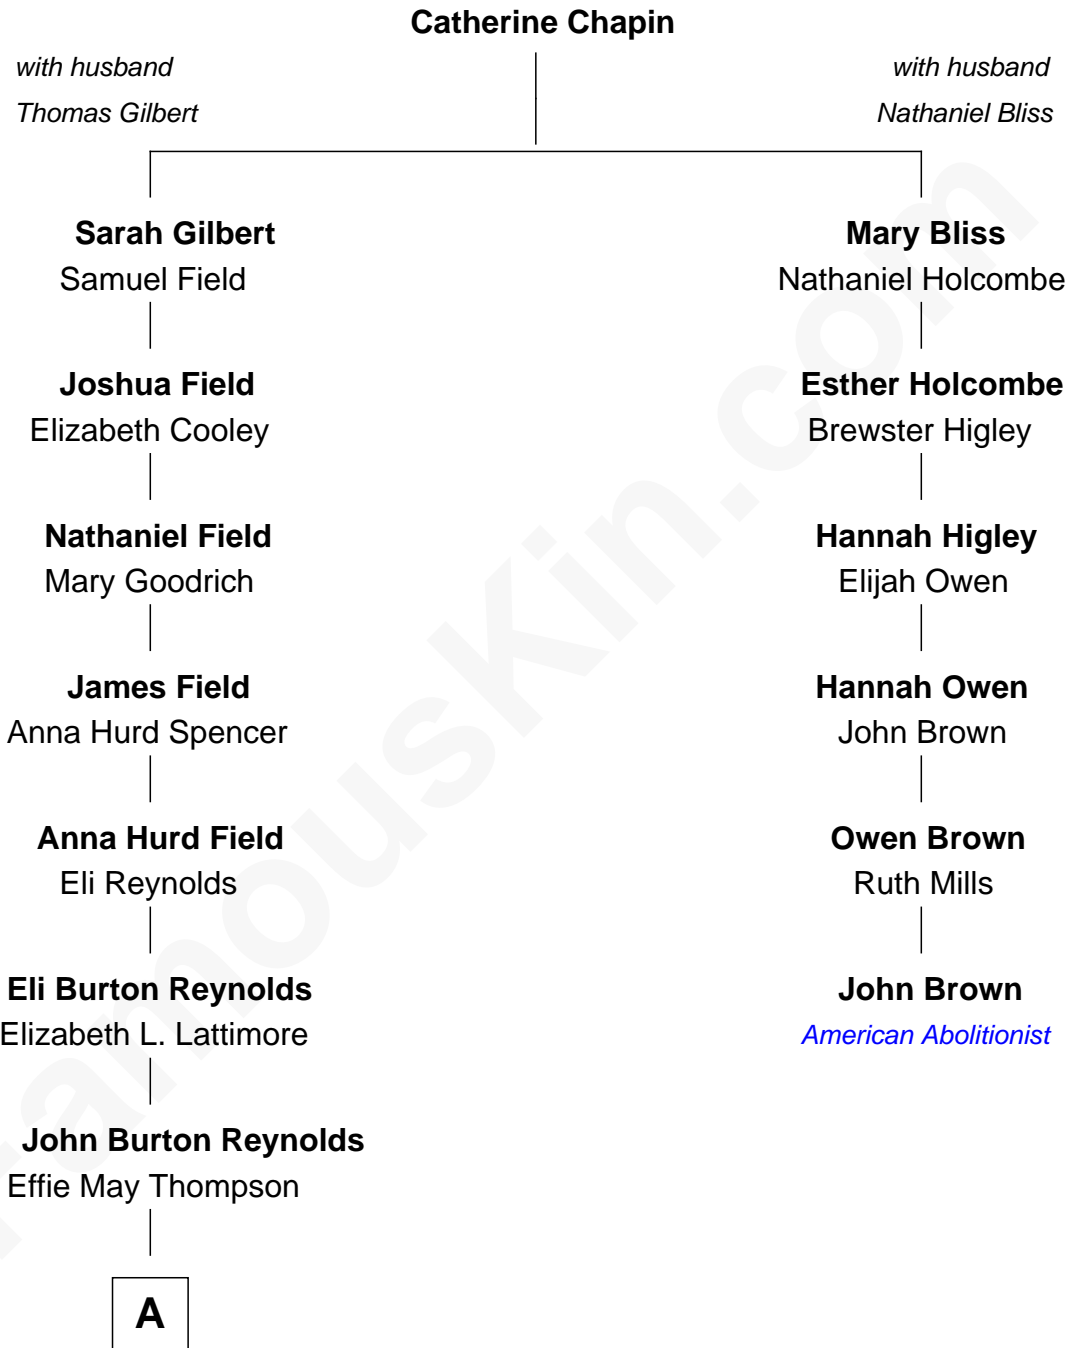 Catherine Chapin
with husband
Thomas Gilbert
with husband
Nathaniel Bliss
Sarah Gilbert
Samuel Field
Mary Bliss
Nathaniel Holcombe
Joshua Field
Elizabeth Cooley
Esther Holcombe
Brewster Higley
Nathaniel Field
Mary Goodrich
Hannah Higley
Elijah Owen
James Field
Anna Hurd Spencer
Hannah Owen
John Brown
Anna Hurd Field
Eli Reynolds
Owen Brown
Ruth Mills
Eli Burton Reynolds
Elizabeth L. Lattimore
John Brown
American Abolitionist
John Burton Reynolds
Effie May Thompson
A
FamousKin.com